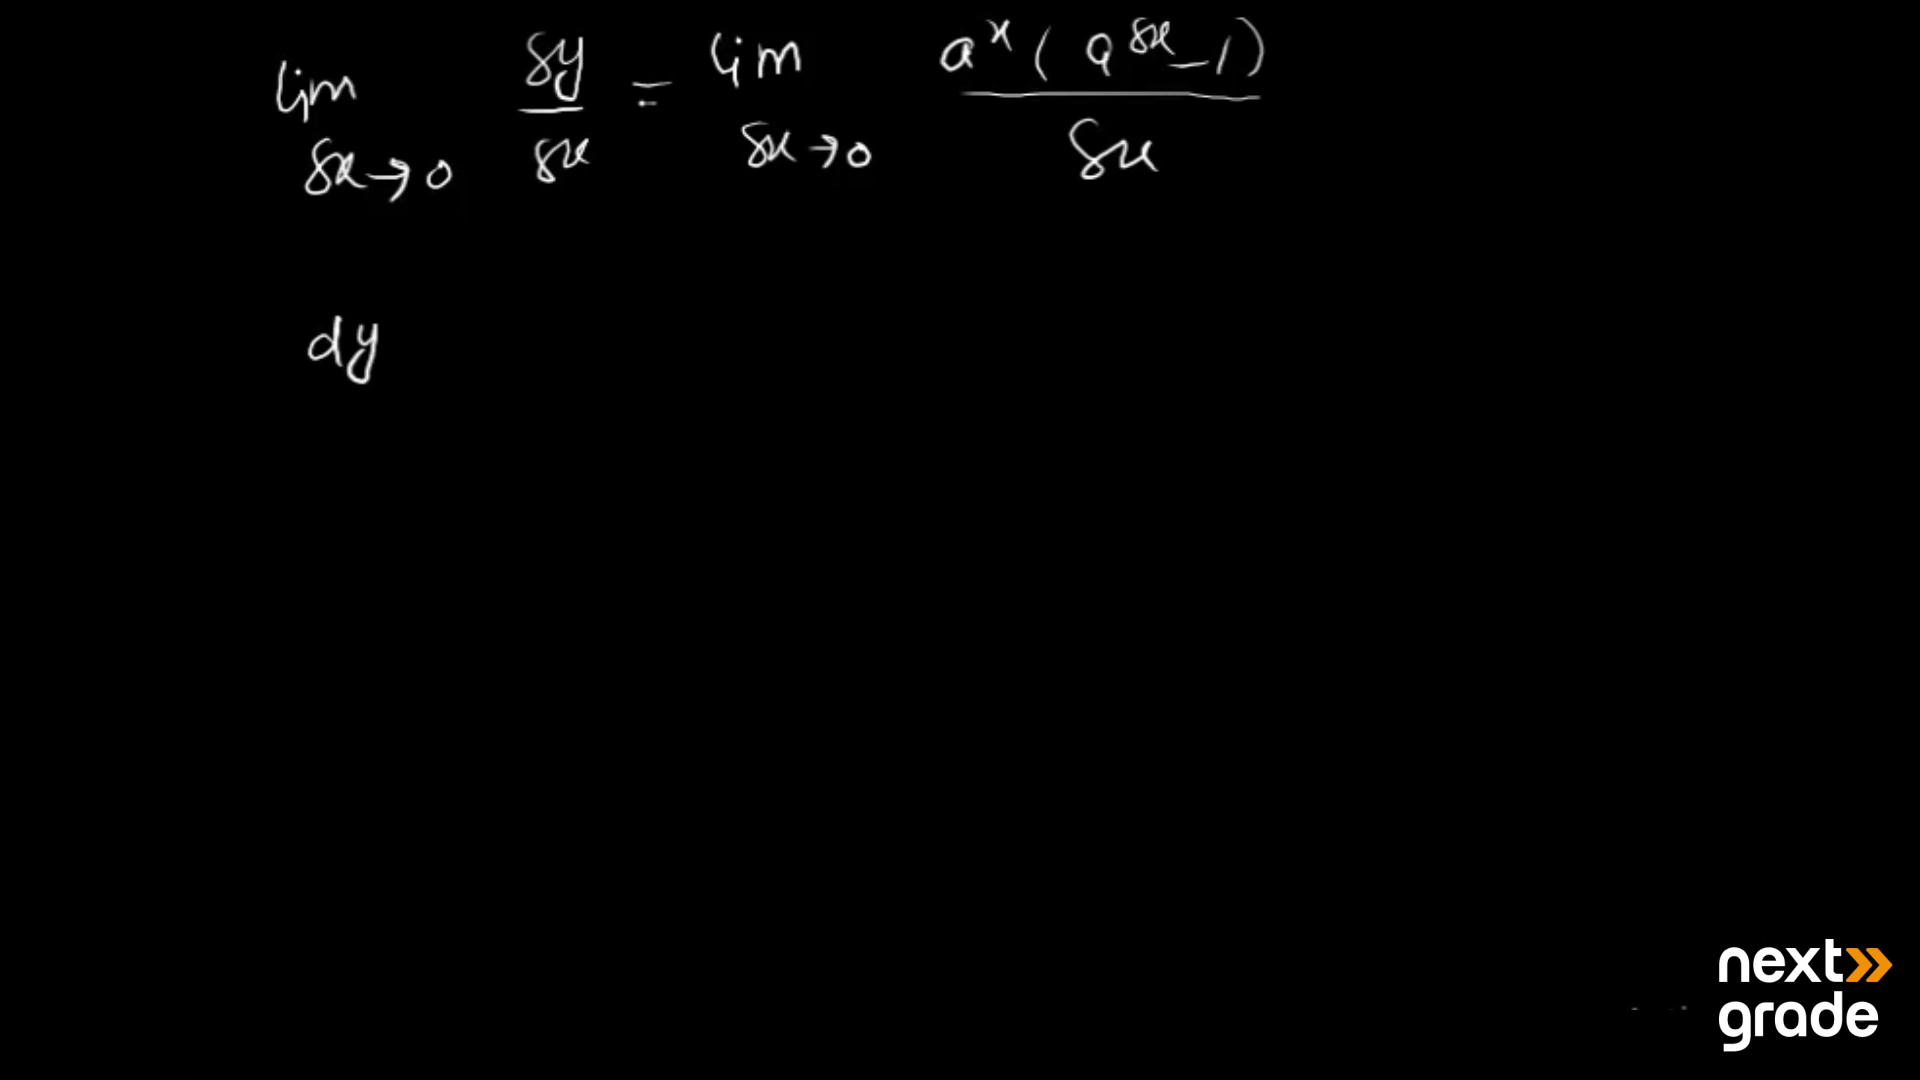 lim δy/δx = lim a^x(a^δx - 1)/δx
δx→0 δx→0
dy
next
grade